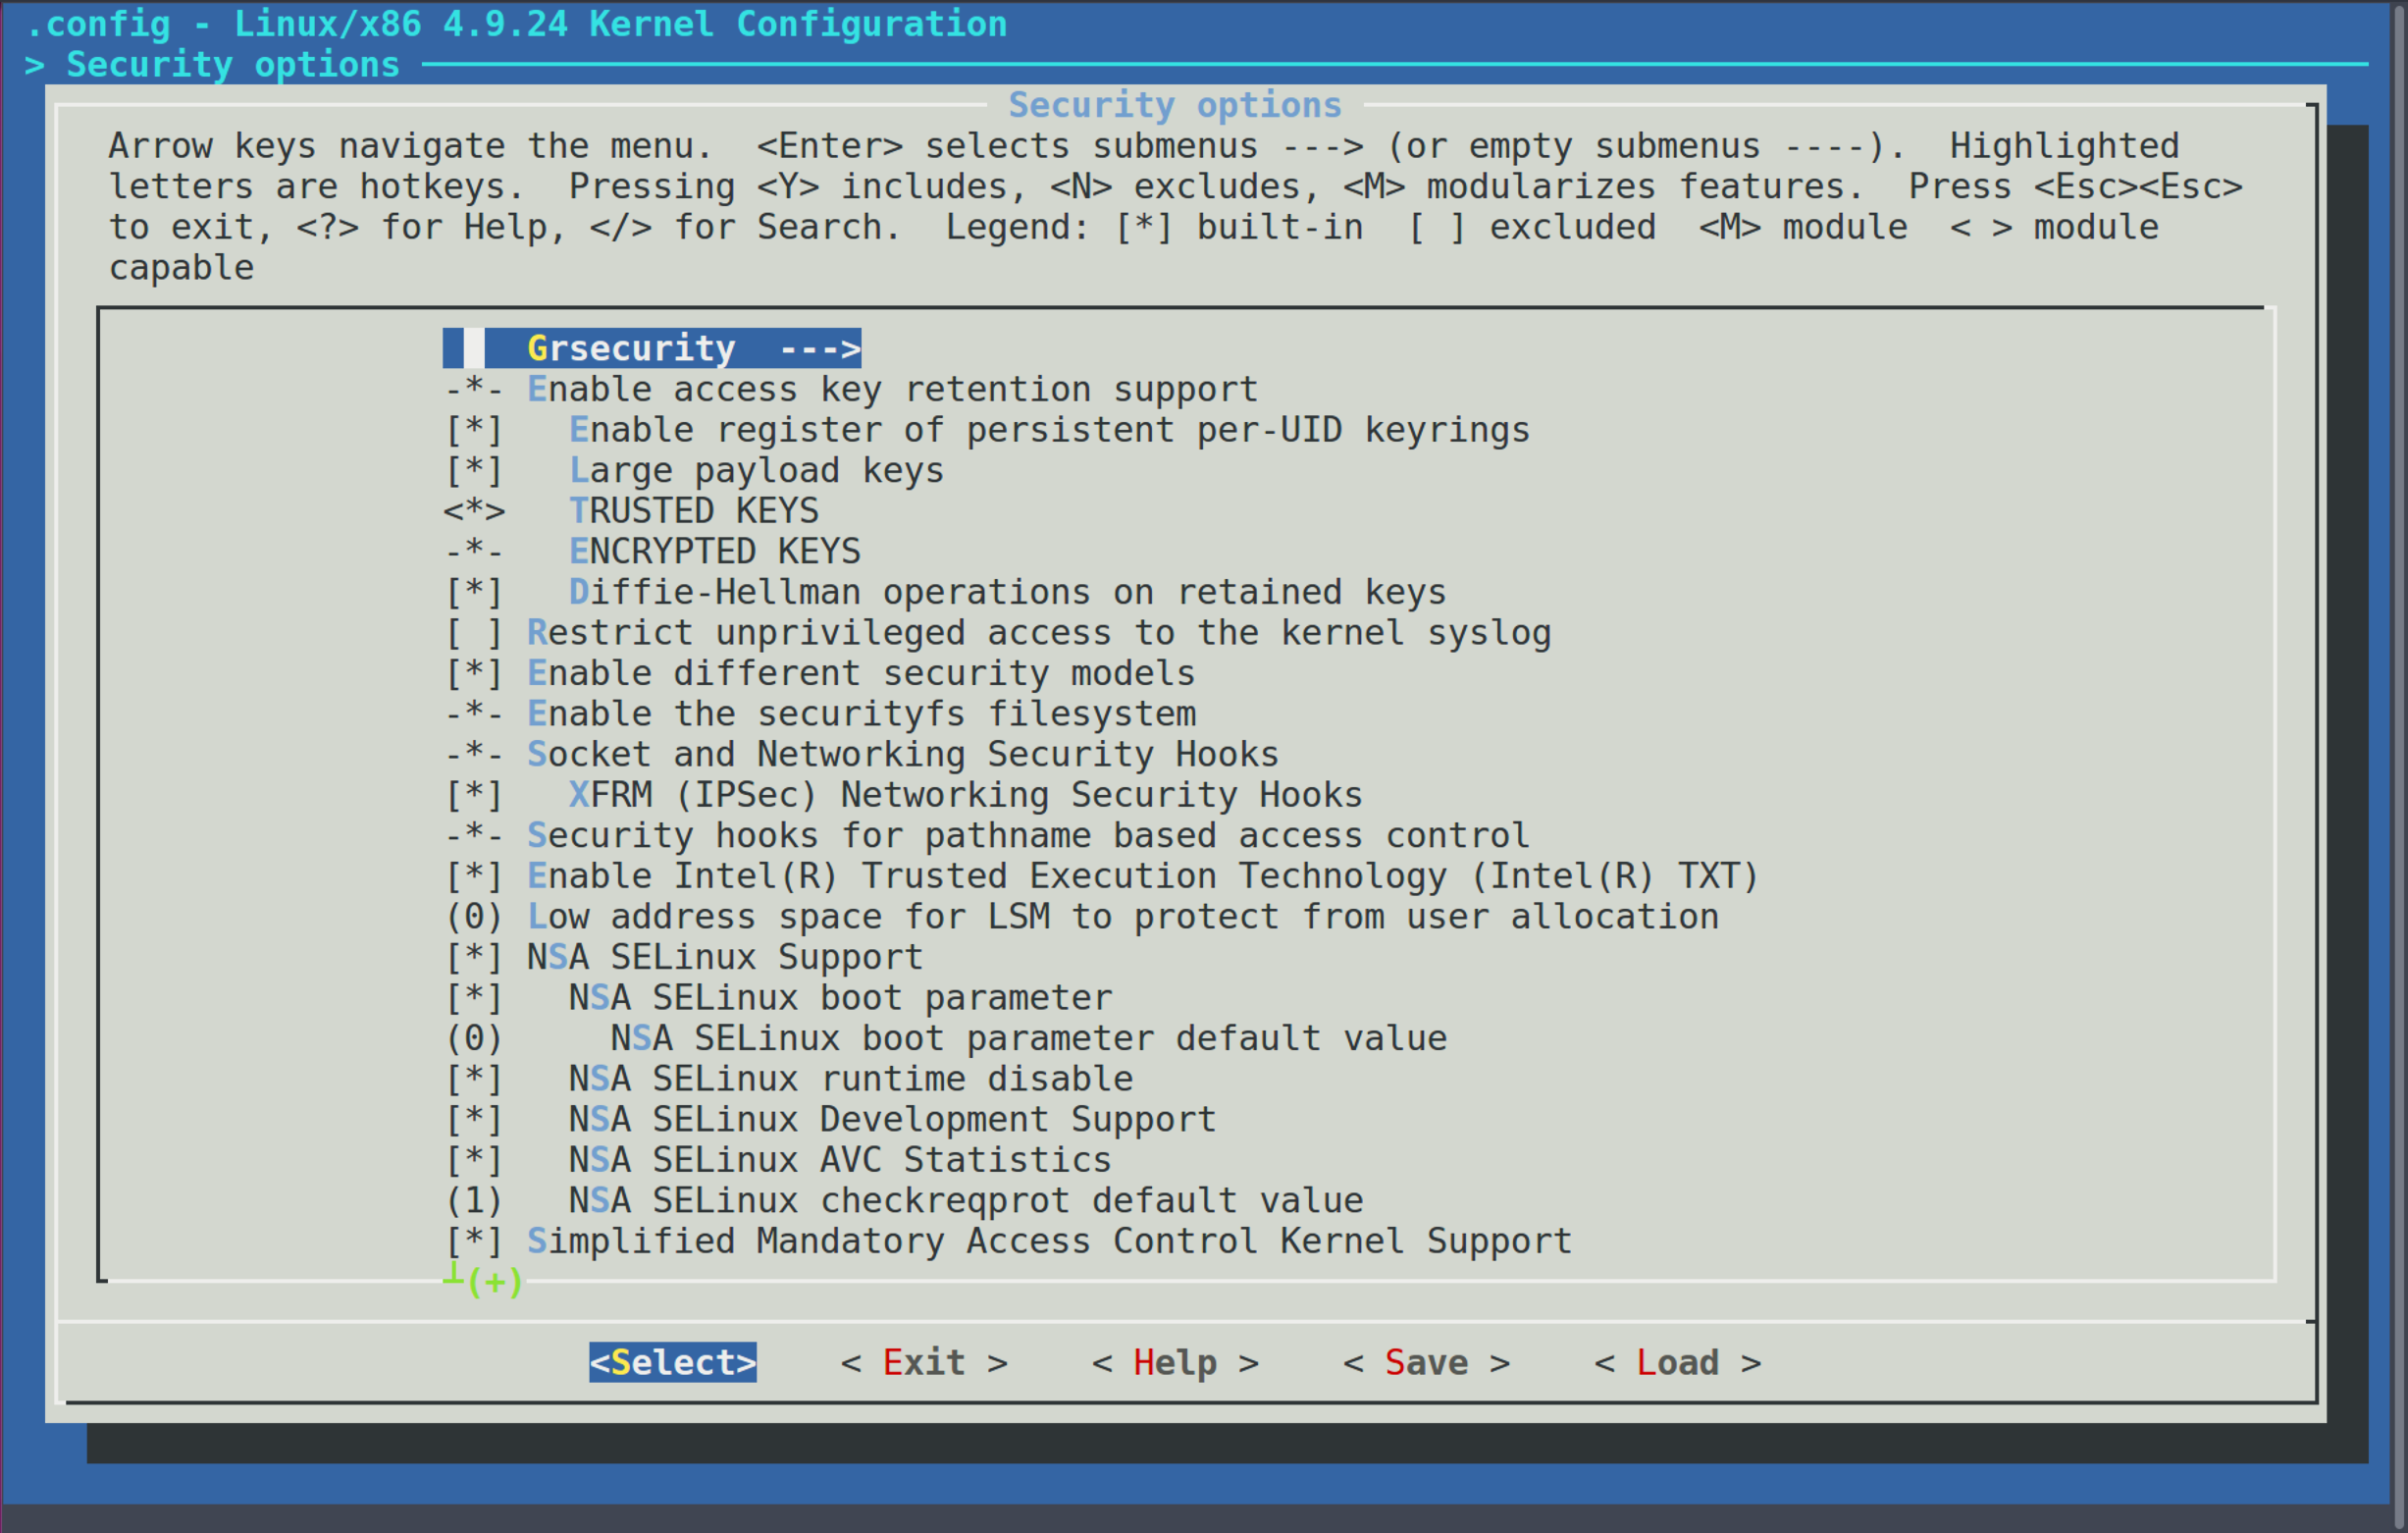 .config - Linux/x86 4.9.24 Kernel Configuration
> Security options
Security options
Arrow keys navigate the menu.  <Enter> selects submenus ---> (or empty submenus ----).  Highlighted
letters are hotkeys.  Pressing <Y> includes, <N> excludes, <M> modularizes features.  Press <Esc><Esc>
to exit, <?> for Help, </> for Search.  Legend: [*] built-in  [ ] excluded  <M> module  < > module
capable
Grsecurity  --->
-*- Enable access key retention support
[*]   Enable register of persistent per-UID keyrings
[*]   Large payload keys
<*>   TRUSTED KEYS
-*-   ENCRYPTED KEYS
[*]   Diffie-Hellman operations on retained keys
[ ] Restrict unprivileged access to the kernel syslog
[*] Enable different security models
-*- Enable the securityfs filesystem
-*- Socket and Networking Security Hooks
[*]   XFRM (IPSec) Networking Security Hooks
-*- Security hooks for pathname based access control
[*] Enable Intel(R) Trusted Execution Technology (Intel(R) TXT)
(0) Low address space for LSM to protect from user allocation
[*] NSA SELinux Support
[*]   NSA SELinux boot parameter
(0)     NSA SELinux boot parameter default value
[*]   NSA SELinux runtime disable
[*]   NSA SELinux Development Support
[*]   NSA SELinux AVC Statistics
(1)   NSA SELinux checkreqprot default value
[*] Simplified Mandatory Access Control Kernel Support
┴(+)
<Select>    < Exit >    < Help >    < Save >    < Load >